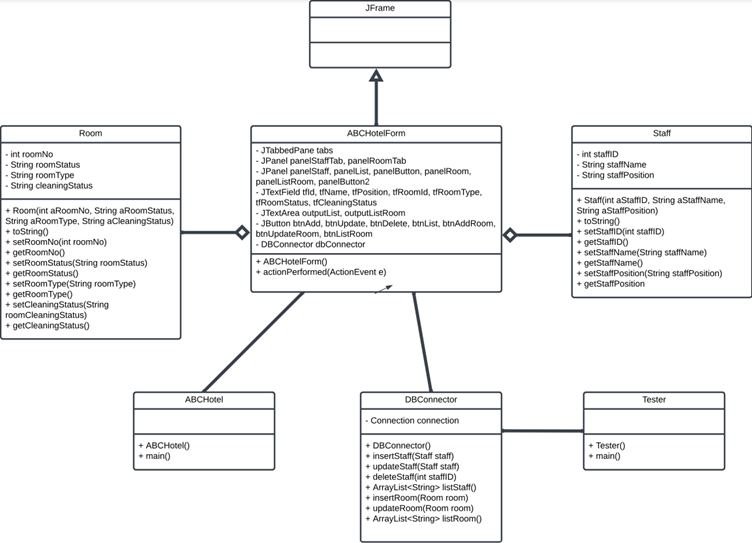 JFrame
Room
- int roomNo
- String roomStatus
- String roomType
- String cleaningStatus
+ Room(int aRoomNo, String aRoomStatus,
String aRoomType, String aCleaningStatus)
+ toString()
+ setRoomNo(int roomNo)
+ getRoomNo()
+ setRoomStatus(String roomStatus)
+ getRoomStatus()
+ setRoomType(String roomType)
+ getRoomType()
+ setCleaningStatus(String
roomCleaningStatus)
+ getCleaningStatus()
ABCHotelForm
- JTabbedPane tabs
- JPanel panelStaffTab, panelRoomTab
- JPanel panelStaff, panelList, panelButton, panelRoom,
panelListRoom, panelButton2
- JTextField tfId, tfName, tfPosition, tfRoomId, tfRoomType,
tfRoomStatus, tfCleaningStatus
- JTextArea outputList, outputListRoom
- JButton btnAdd, btnUpdate, btnDelete, btnList, btnAddRoom,
btnUpdateRoom, btnListRoom
- DBConnector dbConnector
+ ABCHotelForm()
+ actionPerformed(ActionEvent e)
Staff
- int staffID
- String staffName
- String staffPosition
+ Staff(int aStaffID, String aStaffName,
String aStaffPosition)
+ toString()
+ setStaffID(int staffID)
+ getStaffID()
+ setStaffName(String staffName)
+ getStaffName()
+ setStaffPosition(String staffPosition)
+ getStaffPosition
ABCHotel
+ ABCHotel()
+ main()
DBConnector
- Connection connection
+ DBConnector()
+ insertStaff(Staff staff)
+ updateStaff(Staff staff)
+ deleteStaff(int staffID)
+ ArrayList<String> listStaff()
+ insertRoom(Room room)
+ updateRoom(Room room)
+ ArrayList<String> listRoom()
Tester
+ Tester()
+ main()